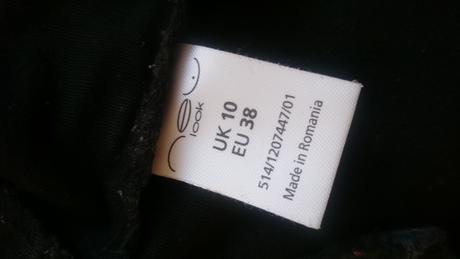 new
look
UK 10
EU 38
514/1207447/01
Made in Romania